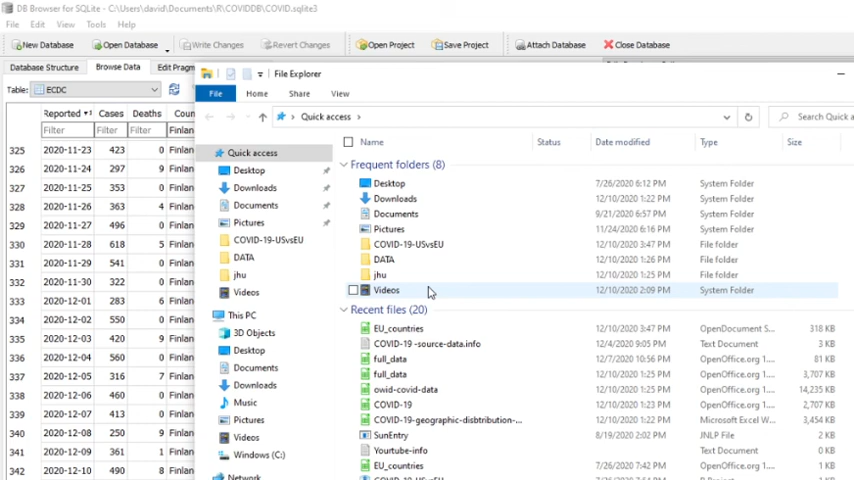 DB Browser for SQLite - C:\Users\david\Documents\R\COVIDDB\COVID.sqlite3
File Edit View Tools Help
New Database Open Database Write Changes Revert Changes Open Project Save Project Attach Database Close Database
Database Structure Browse Data Edit Pragm
Table: ECDC
Reported Cases Deaths Coun
Filter Filter Filter Finlan
325 2020-11-23 423 0 Finlan
326 2020-11-24 297 9 Finlan
327 2020-11-25 353 0 Finlan
328 2020-11-26 363 4 Finlan
329 2020-11-27 496 0 Finlan
330 2020-11-28 618 5 Finlan
331 2020-11-29 541 0 Finlan
332 2020-11-30 322 0 Finlan
333 2020-12-01 283 6 Finlan
334 2020-12-02 550 0 Finlan
335 2020-12-03 420 9 Finlan
336 2020-12-04 560 0 Finlan
337 2020-12-05 316 7 Finlan
338 2020-12-06 460 0 Finlan
339 2020-12-07 413 0 Finlan
340 2020-12-08 250 9 Finlan
341 2020-12-09 361 1 Finlan
342 2020-12-10 490 8 Finlan
File Explorer
File Home Share View
Quick access
Search Quick a
Quick access
Desktop
Downloads
Documents
Pictures
COVID-19-USvsEU
DATA
jhu
Videos
This PC
3D Objects
Desktop
Documents
Downloads
Music
Pictures
Videos
Windows (C:)
Network
Name Status Date modified Type Size
Frequent folders (8)
Desktop 7/26/2020 6:12 PM System Folder
Downloads 12/10/2020 1:22 PM System Folder
Documents 9/21/2020 6:57 PM System Folder
Pictures 11/24/2020 6:16 PM System Folder
COVID-19-USvsEU 12/10/2020 3:47 PM File folder
DATA 12/10/2020 1:26 PM File folder
jhu 12/10/2020 1:25 PM File folder
Videos 12/10/2020 2:09 PM System Folder
Recent files (20)
EU_countries 12/10/2020 3:47 PM OpenDocument S... 318 KB
COVID-19 -source-data.info 12/4/2020 9:05 PM Text Document 3 KB
full_data 12/7/2020 10:56 PM OpenOffice.org 1.... 81 KB
full_data 12/10/2020 1:25 PM OpenOffice.org 1.... 3,707 KB
owid-covid-data 12/10/2020 1:25 PM OpenOffice.org 1.... 14,235 KB
COVID-19 12/10/2020 1:23 PM OpenOffice.org 1.... 2,707 KB
COVID-19-geographic-disbtribution-... 12/10/2020 1:22 PM Microsoft Excel W... 3,454 KB
SunEntry 8/19/2020 2:02 PM JNLP File 2 KB
Yourtube-info Text Document 0 KB
EU_countries 7/26/2020 7:42 PM OpenOffice.org 1....